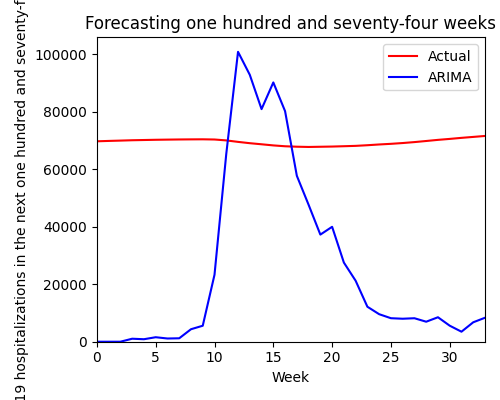 Forecasting one hundred and seventy-four weeks
19 hospitalizations in the next one hundred and seventy-f
100000
80000
60000
40000
20000
0
Actual
ARIMA
0 5 10 15 20 25 30
Week